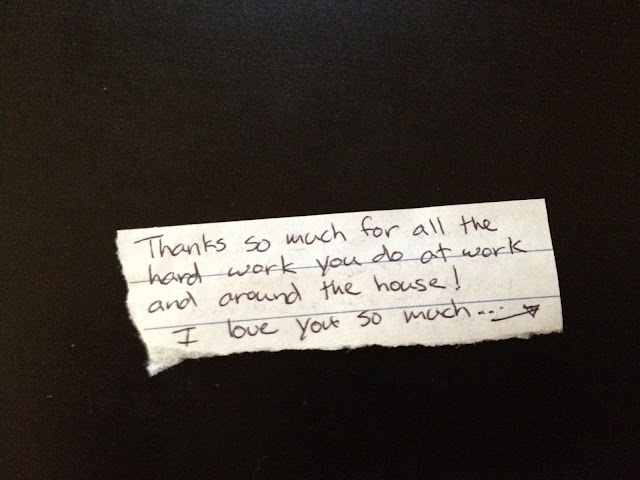 Thanks so much for all the
hard work you do at work
and around the house!
I love you so much... →